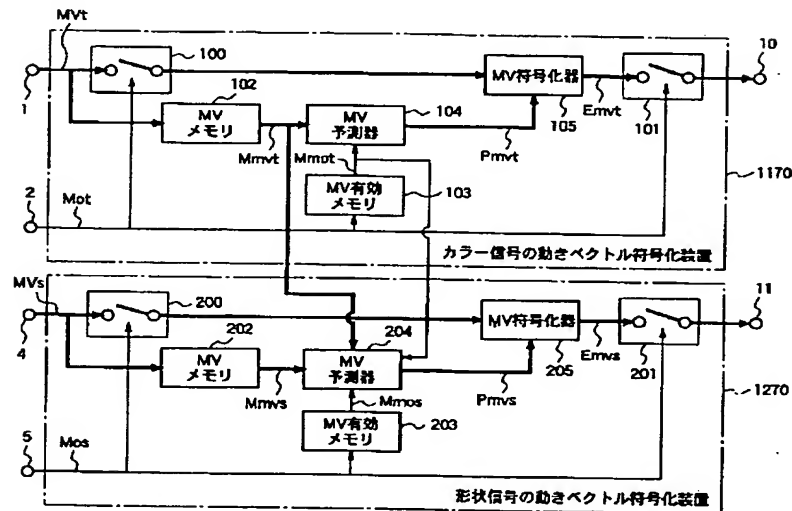 MVt
100
10
1
102
104
MV符号化器
Emvt
MV
メモリ
MV
予測器
105
101
Mmvt
Mmot
Pmvt
2
Mot
MV有効
メモリ
103
1170
カラー信号の動きベクトル符号化装置
MVs
200
11
4
202
204
MV符号化器
Emvs
MV
メモリ
MV
予測器
205
201
Mmvs
Mmos
Pmvs
1270
5
Mos
MV有効
メモリ
203
形状信号の動きベクトル符号化装置